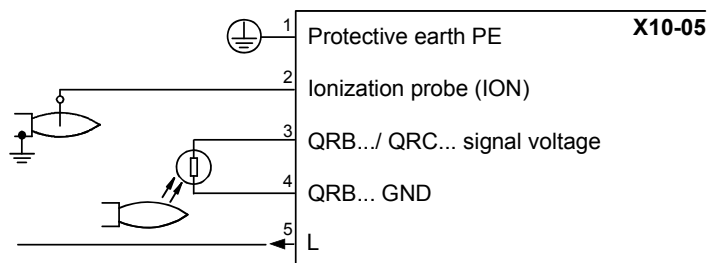 X10-05
1 Protective earth PE
2 Ionization probe (ION)
3 QRB.../ QRC... signal voltage
4 QRB... GND
5 L